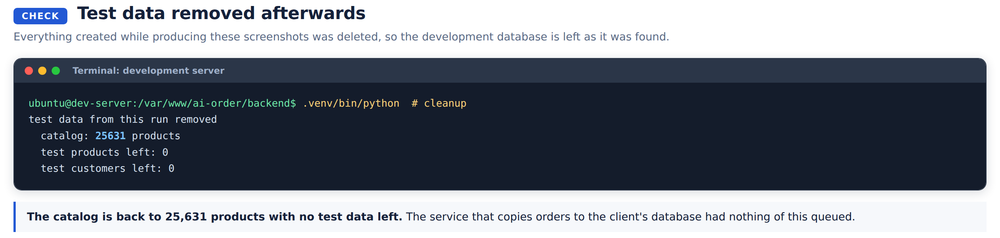 CHECK Test data removed afterwards
Everything created while producing these screenshots was deleted, so the development database is left as it was found.
Terminal: development server
ubuntu@dev-server:/var/www/ai-order/backend$ .venv/bin/python  # cleanup
test data from this run removed
  catalog: 25631 products
  test products left: 0
  test customers left: 0
The catalog is back to 25,631 products with no test data left. The service that copies orders to the client's database had nothing of this queued.